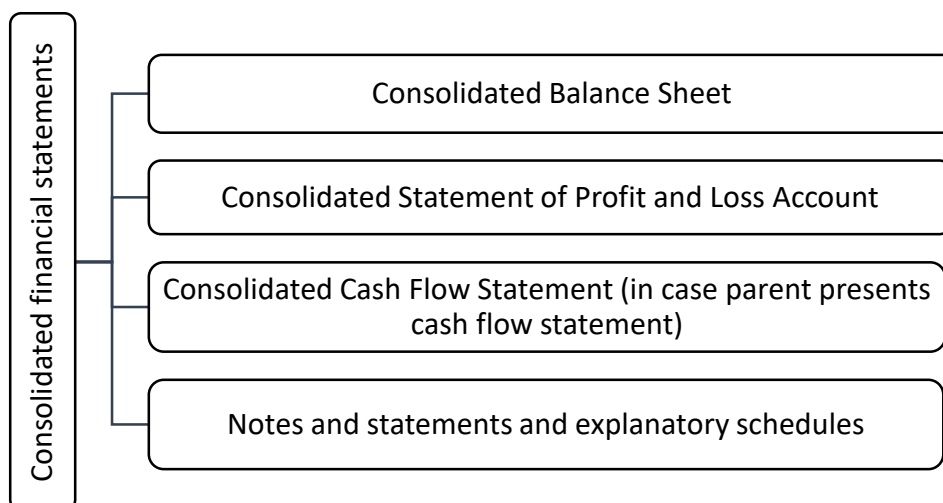 Consolidated financial statements
Consolidated Balance Sheet
Consolidated Statement of Profit and Loss Account
Consolidated Cash Flow Statement (in case parent presents
cash flow statement)
Notes and statements and explanatory schedules